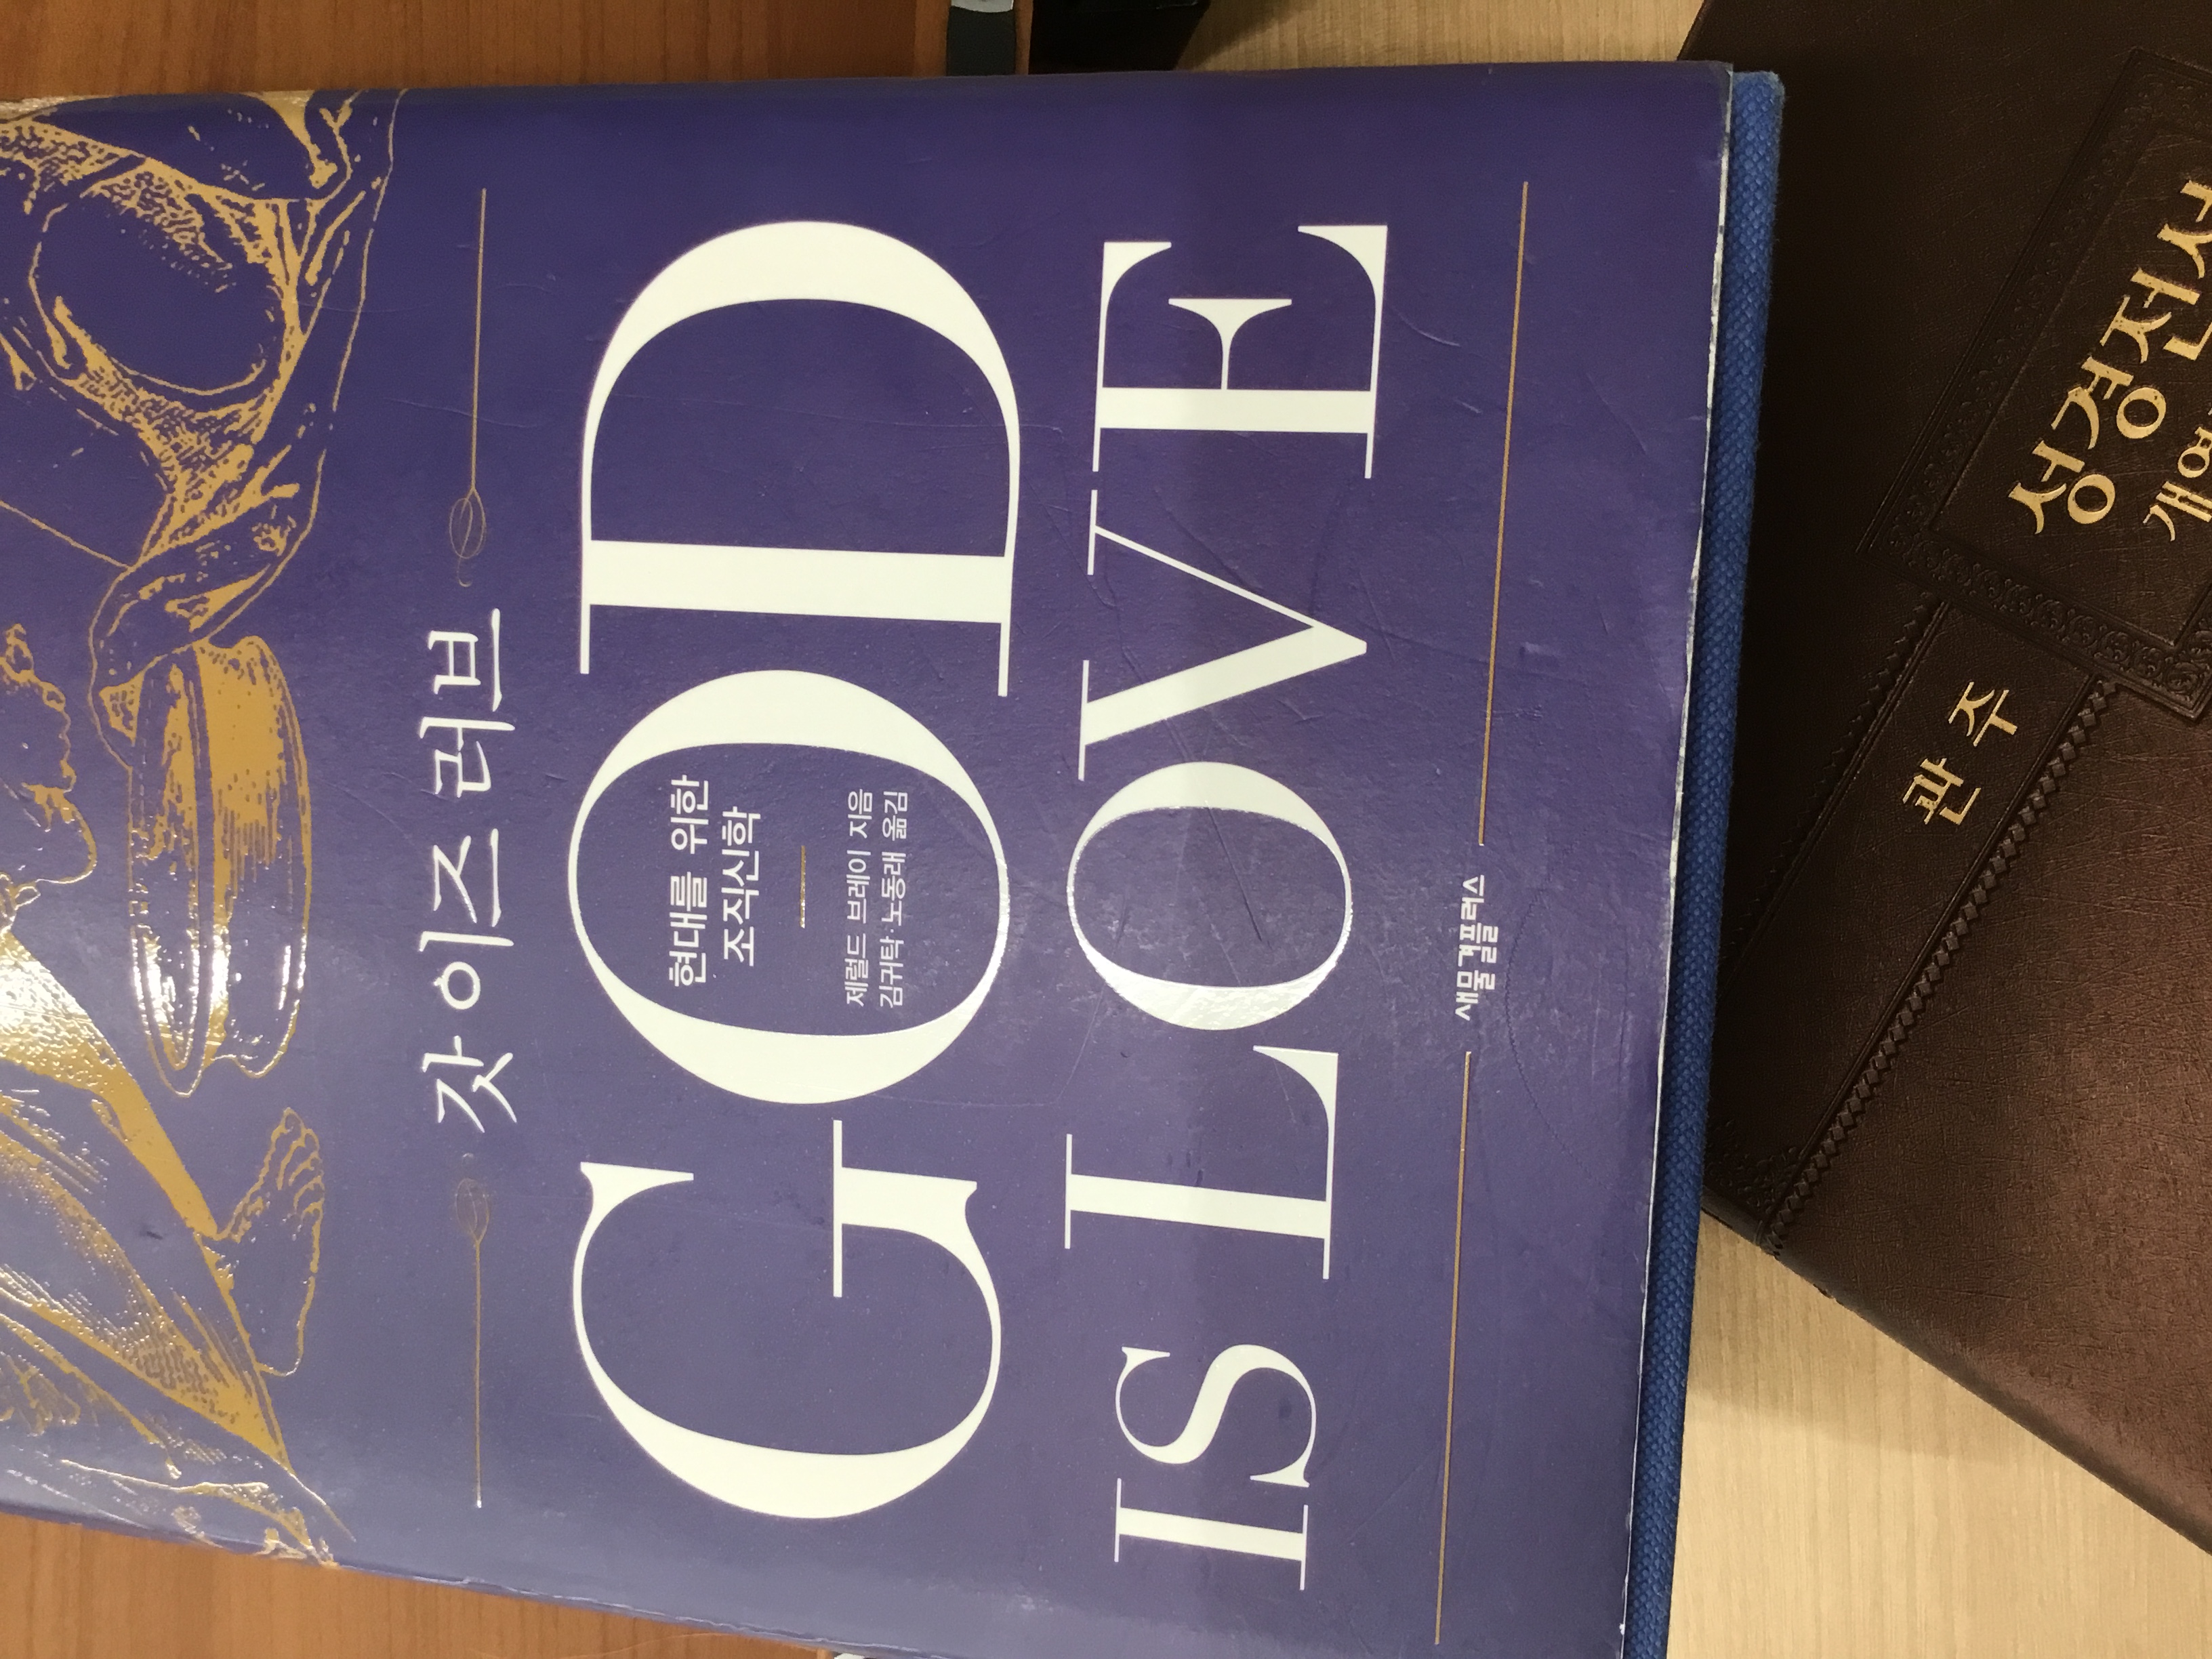 갓 이즈 러브
GOD
현대를 위한
조직신학
제럴드 브레이 지음
김귀탁·노동래 옮김
IS LOVE
새물결플러스
관주
성경전서